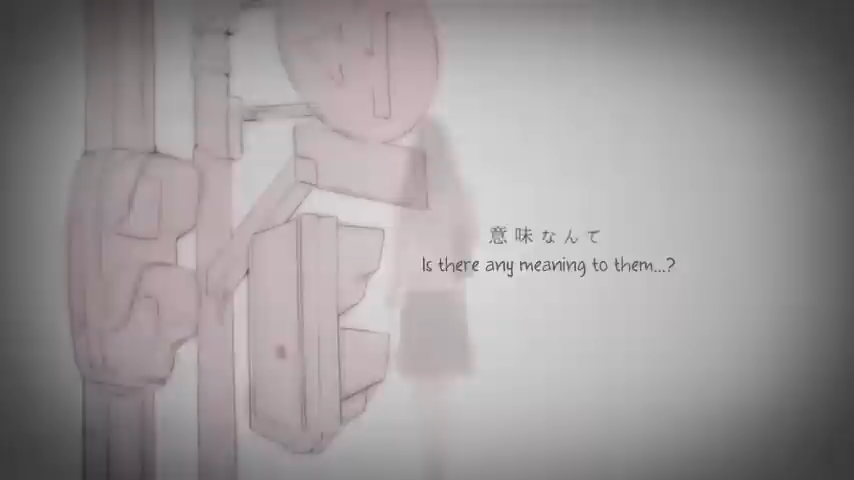 意味なんて
Is there any meaning to them...?